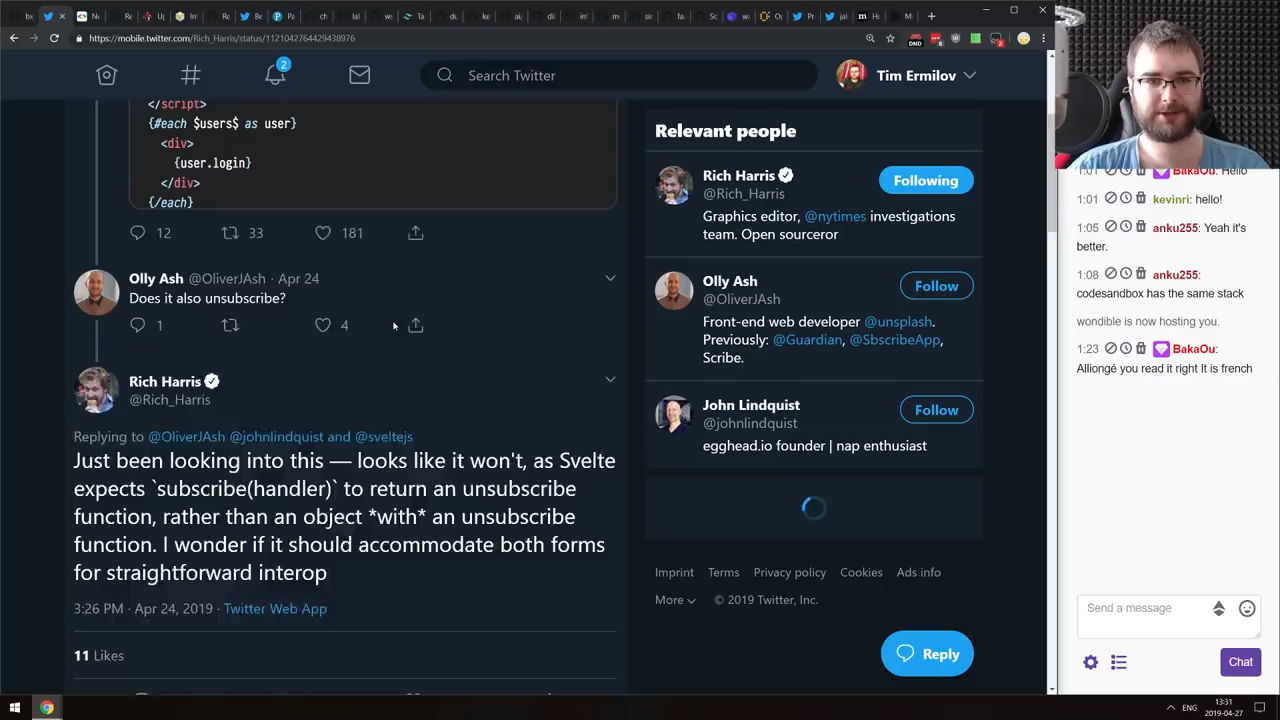 https://mobile.twitter.com/Rich_Harris/status/1121042764429438976
DND
2
Search Twitter
Tim Ermilov
</script>
{#each $users$ as user}
<div>
{user.login}
</div>
{/each}
12
33
181
Olly Ash @OliverJAsh · Apr 24
Does it also unsubscribe?
1
4
Rich Harris
@Rich_Harris
Replying to @OliverJAsh @johnlindquist and @sveltejs
Just been looking into this — looks like it won't, as Svelte
expects `subscribe(handler)` to return an unsubscribe
function, rather than an object *with* an unsubscribe
function. I wonder if it should accommodate both forms
for straightforward interop
3:26 PM · Apr 24, 2019 · Twitter Web App
11 Likes
Relevant people
Rich Harris
@Rich_Harris
Following
Graphics editor, @nytimes investigations
team. Open sourceror
Olly Ash
@OliverJAsh
Follow
Front-end web developer @unsplash.
Previously: @Guardian, @SbscribeApp,
Scribe.
John Lindquist
@johnlindquist
Follow
egghead.io founder | nap enthusiast
Imprint Terms Privacy policy Cookies Ads info
More © 2019 Twitter, Inc.
Reply
1:01 BakaOu: Hello
1:01 kevinri: hello!
1:05 anku255: Yeah it's
better.
1:08 anku255:
codesandbox has the same stack
wondible is now hosting you.
1:23 BakaOu:
Alliongé you read it right It is french
Send a message
Chat
ENG
13:31
2019-04-27